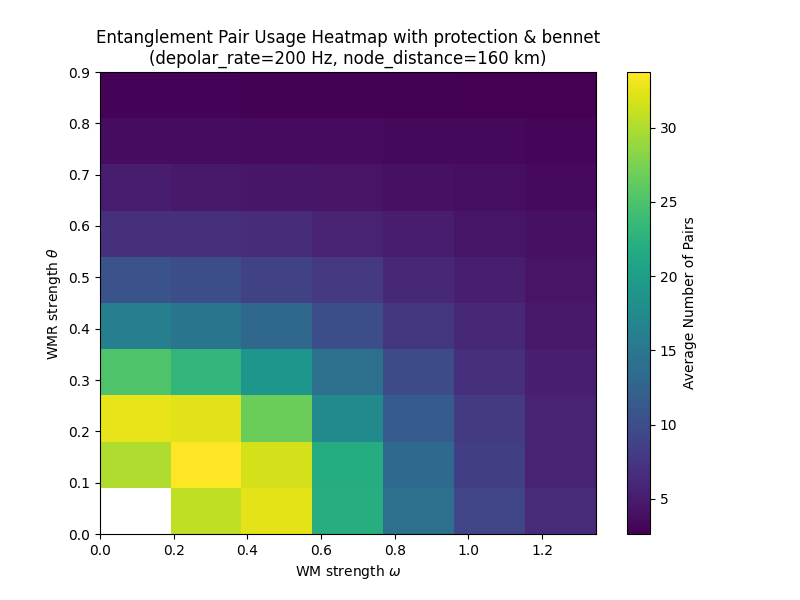 Entanglement Pair Usage Heatmap with protection & bennet
(depolar_rate=200 Hz, node_distance=160 km)
0.9
0.8
0.7
0.6
0.5
0.4
0.3
0.2
0.1
0.0
WMR strength θ
0.0 0.2 0.4 0.6 0.8 1.0 1.2
WM strength ω
30
25
20
15
10
5
Average Number of Pairs